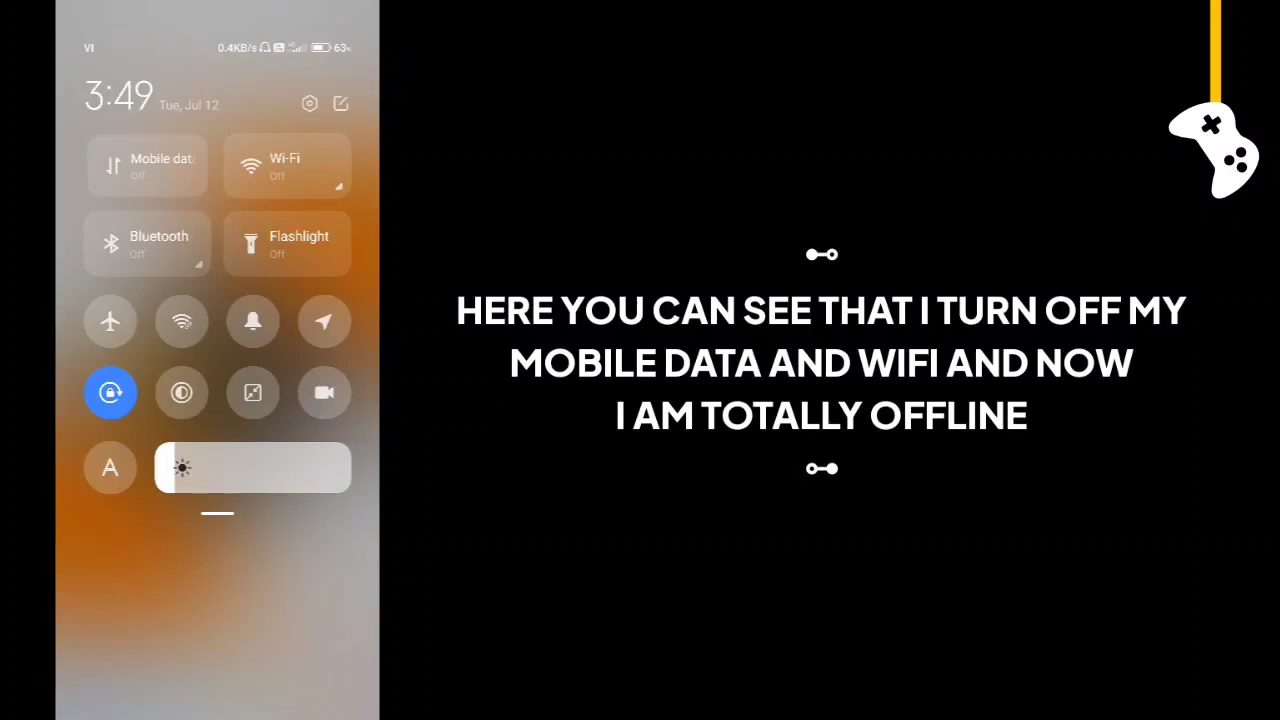 VI
0.4KB/s
63%
3:49 Tue, Jul 12
Mobile dat
Off
Wi-Fi
Off
Bluetooth
Off
Flashlight
Off
A
HERE YOU CAN SEE THAT I TURN OFF MY
MOBILE DATA AND WIFI AND NOW
I AM TOTALLY OFFLINE